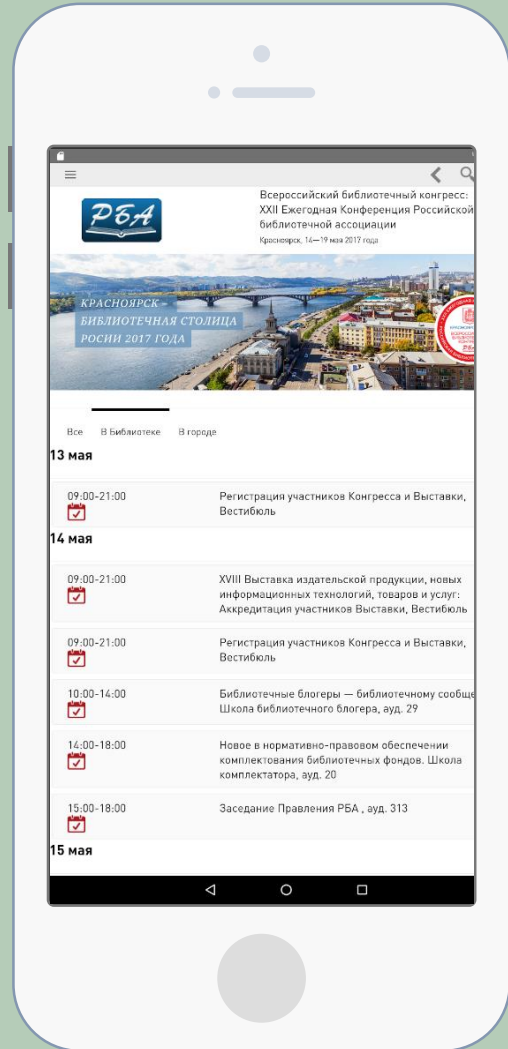 РБА
Всероссийский библиотечный конгресс:
XXII Ежегодная Конференция Российской
библиотечной ассоциации
Красноярск, 14—19 мая 2017 года
КРАСНОЯРСК –
БИБЛИОТЕЧНАЯ СТОЛИЦА
РОСИИ 2017 ГОДА
Все В Библиотеке В городе
13 мая
09:00-21:00 Регистрация участников Конгресса и Выставки,
Вестибюль
14 мая
09:00-21:00 XVIII Выставка издательской продукции, новых
информационных технологий, товаров и услуг:
Аккредитация участников Выставки, Вестибюль
09:00-21:00 Регистрация участников Конгресса и Выставки,
Вестибюль
10:00-14:00 Библиотечные блогеры — библиотечному сообще
Школа библиотечного блогера, ауд. 29
14:00-18:00 Новое в нормативно-правовом обеспечении
комплектования библиотечных фондов. Школа
комплектатора, ауд. 20
15:00-18:00 Заседание Правления РБА , ауд. 313
15 мая